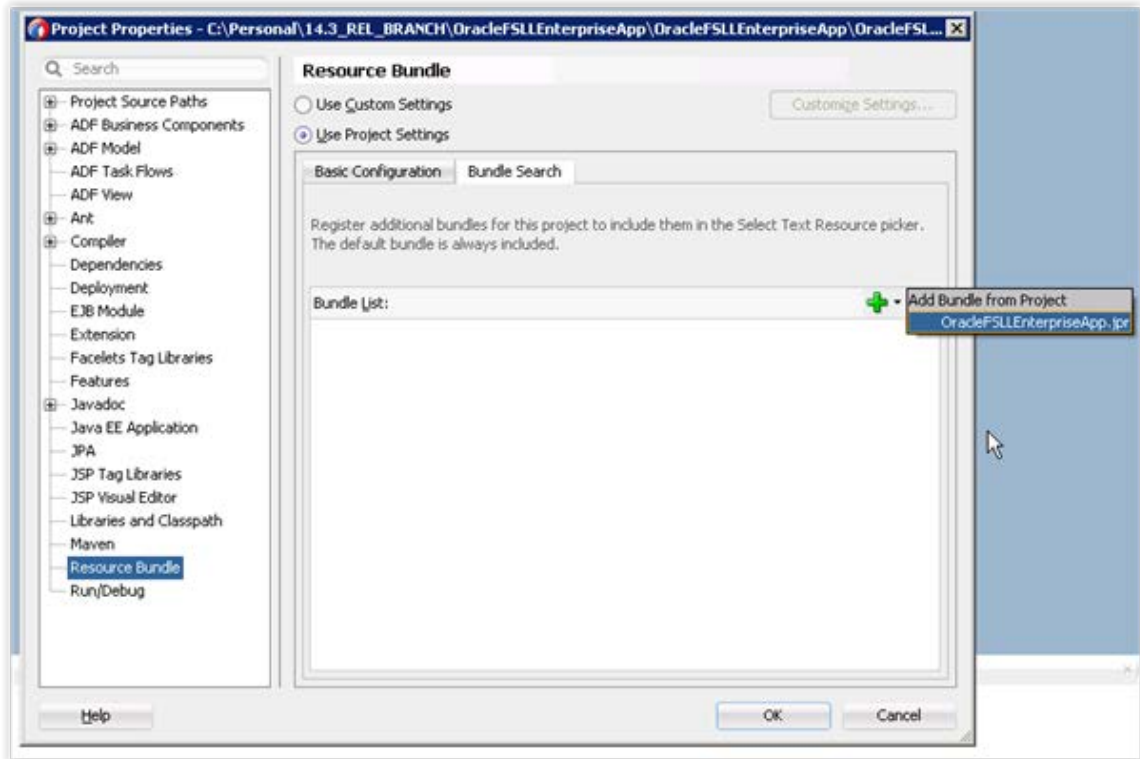 Project Properties - C:\Personal\14.3_REL_BRANCH\OracleFSLLEnterpriseApp\OracleFSLLEnterpriseApp\OracleFSL...
Search
Project Source Paths
ADF Business Components
ADF Model
ADF Task Flows
ADF View
Ant
Compiler
Dependencies
Deployment
EJB Module
Extension
Facelets Tag Libraries
Features
Javadoc
Java EE Application
JPA
JSP Tag Libraries
JSP Visual Editor
Libraries and Classpath
Maven
Resource Bundle
Run/Debug
Resource Bundle
Use Custom Settings
Customize Settings...
Use Project Settings
Basic Configuration
Bundle Search
Register additional bundles for this project to include them in the Select Text Resource picker.
The default bundle is always included.
Bundle List:
Add Bundle from Project
OracleFSLLEnterpriseApp.jpr
Help
OK
Cancel